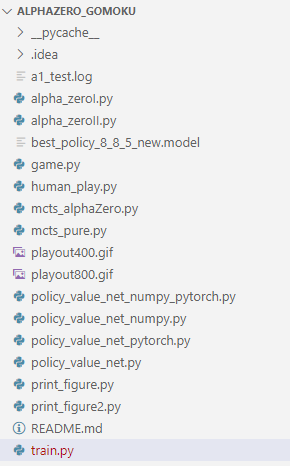 ALPHAZERO_GOMOKU
__pycache__
.idea
a1_test.log
alpha_zeroI.py
alpha_zeroII.py
best_policy_8_8_5_new.model
game.py
human_play.py
mcts_alphaZero.py
mcts_pure.py
playout400.gif
playout800.gif
policy_value_net_numpy_pytorch.py
policy_value_net_numpy.py
policy_value_net_pytorch.py
policy_value_net.py
print_figure.py
print_figure2.py
README.md
train.py